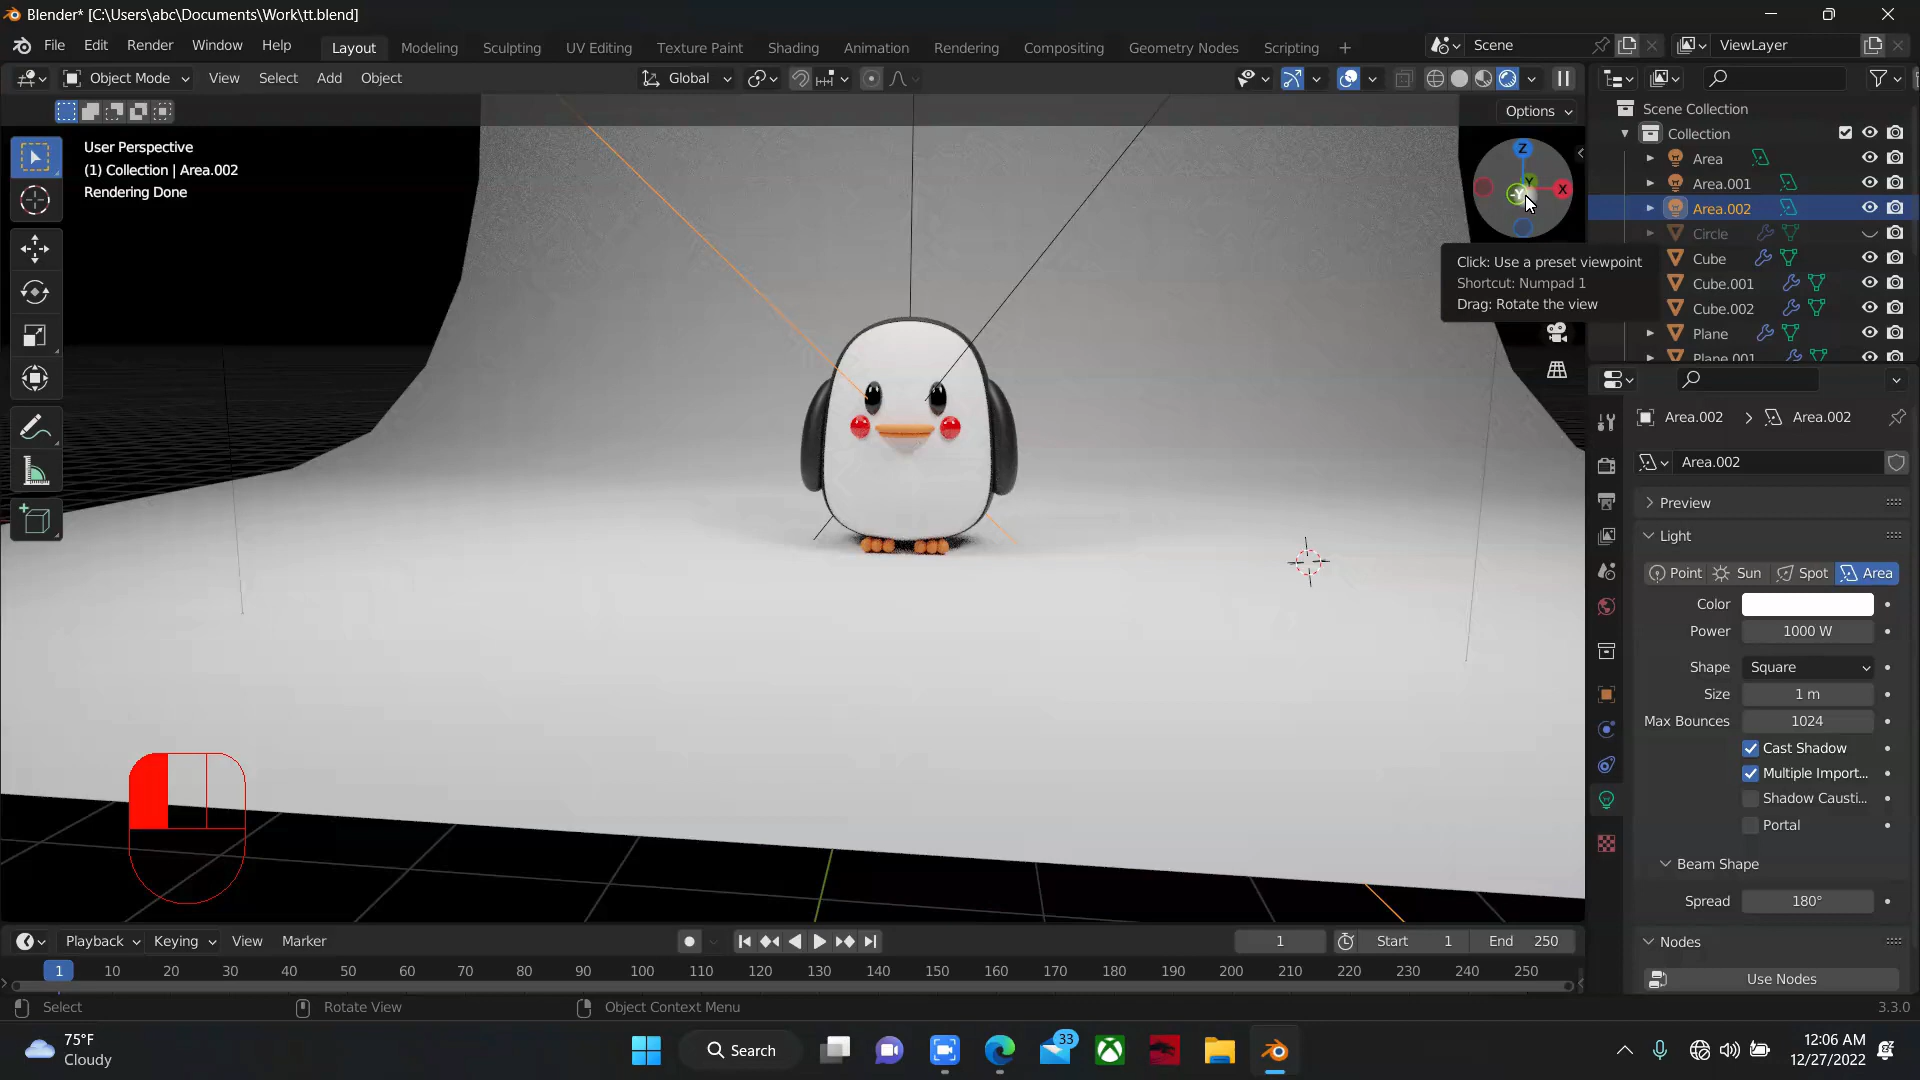 Blender* [C:\Users\abc\Documents\Work\tt.blend]
File Edit Render Window Help Layout Modeling Sculpting UV Editing Texture Paint Shading Animation Rendering Compositing Geometry Nodes Scripting + Scene ViewLayer
Object Mode View Select Add Object Global
Options
User Perspective
(1) Collection | Area.002
Rendering Done
Z
Y
-Y
X
Click: Use a preset viewpoint
Shortcut: Numpad 1
Drag: Rotate the view
Scene Collection
Collection
Area
Area.001
Area.002
Circle
Cube
Cube.001
Cube.002
Plane
Plane.001
Area.002 > Area.002
Area.002
Preview
Light
Point Sun Spot Area
Color
Power 1000 W
Shape Square
Size 1 m
Max Bounces 1024
Cast Shadow
Multiple Import...
Shadow Causti...
Portal
Beam Shape
Spread 180°
Nodes
Use Nodes
Playback Keying View Marker 1 Start 1 End 250
1 10 20 30 40 50 60 70 80 90 100 110 120 130 140 150 160 170 180 190 200 210 220 230 240 250
Select Rotate View Object Context Menu 3.3.0
75°F
Cloudy
Search
33
12:06 AM
12/27/2022